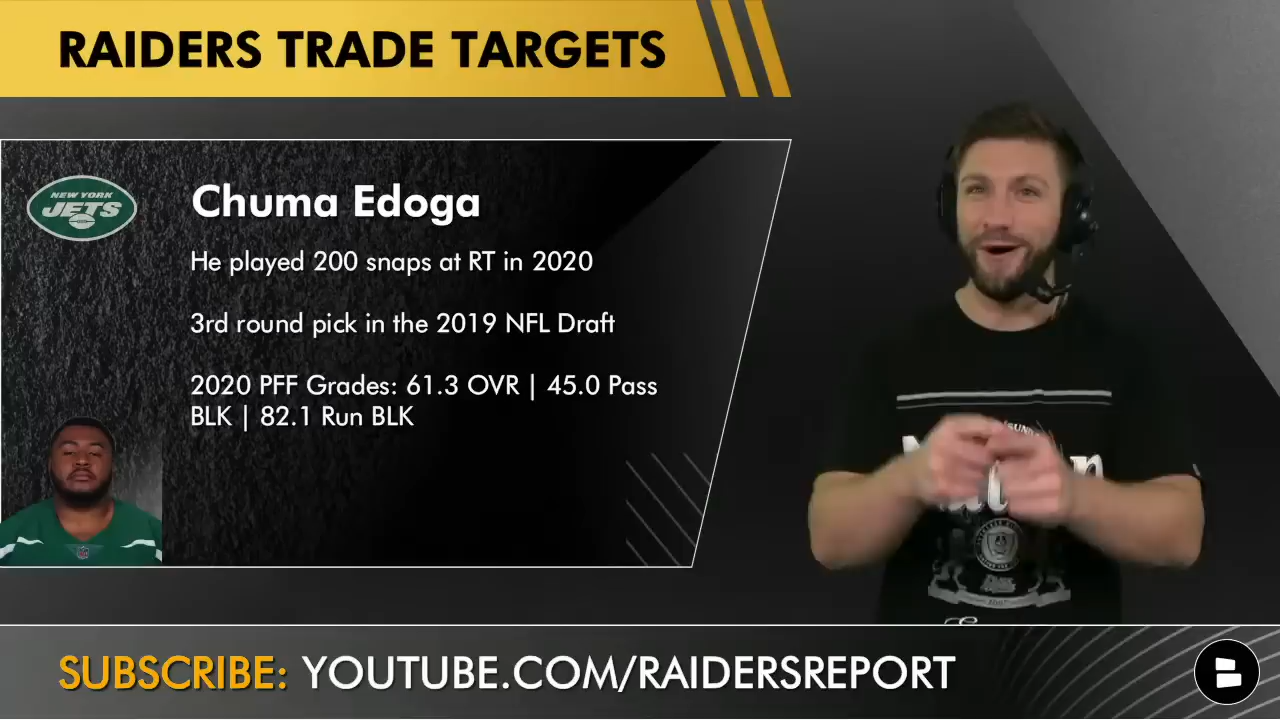 RAIDERS TRADE TARGETS
NEW YORK
JETS
Chuma Edoga
He played 200 snaps at RT in 2020
3rd round pick in the 2019 NFL Draft
2020 PFF Grades: 61.3 OVR | 45.0 Pass
BLK | 82.1 Run BLK
SUBSCRIBE: YOUTUBE.COM/RAIDERSREPORT